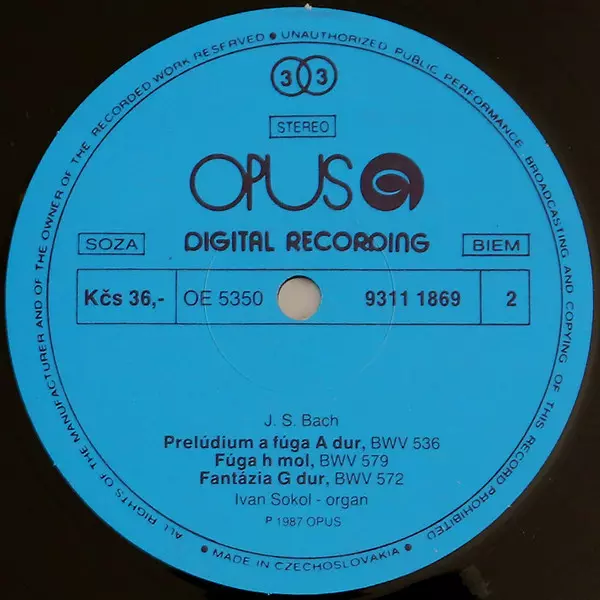 ALL RIGHTS OF THE MANUFACTURER AND OF THE OWNER OF THE RECORDED WORK RESERVED • UNAUTHORIZED PUBLIC PERFORMANCE BROADCASTING AND COPYING OF THIS RECORD PROHIBITED
33
STEREO
OPUS
DIGITAL RECORDING
SOZA
BIEM
Kčs 36,-
OE 5350
9311 1869
2
J. S. Bach
Prelúdium a fúga A dur, BWV 536
Fúga h mol, BWV 579
Fantázia G dur, BWV 572
Ivan Sokol - organ
P 1987 OPUS
• MADE IN CZECHOSLOVAKIA •